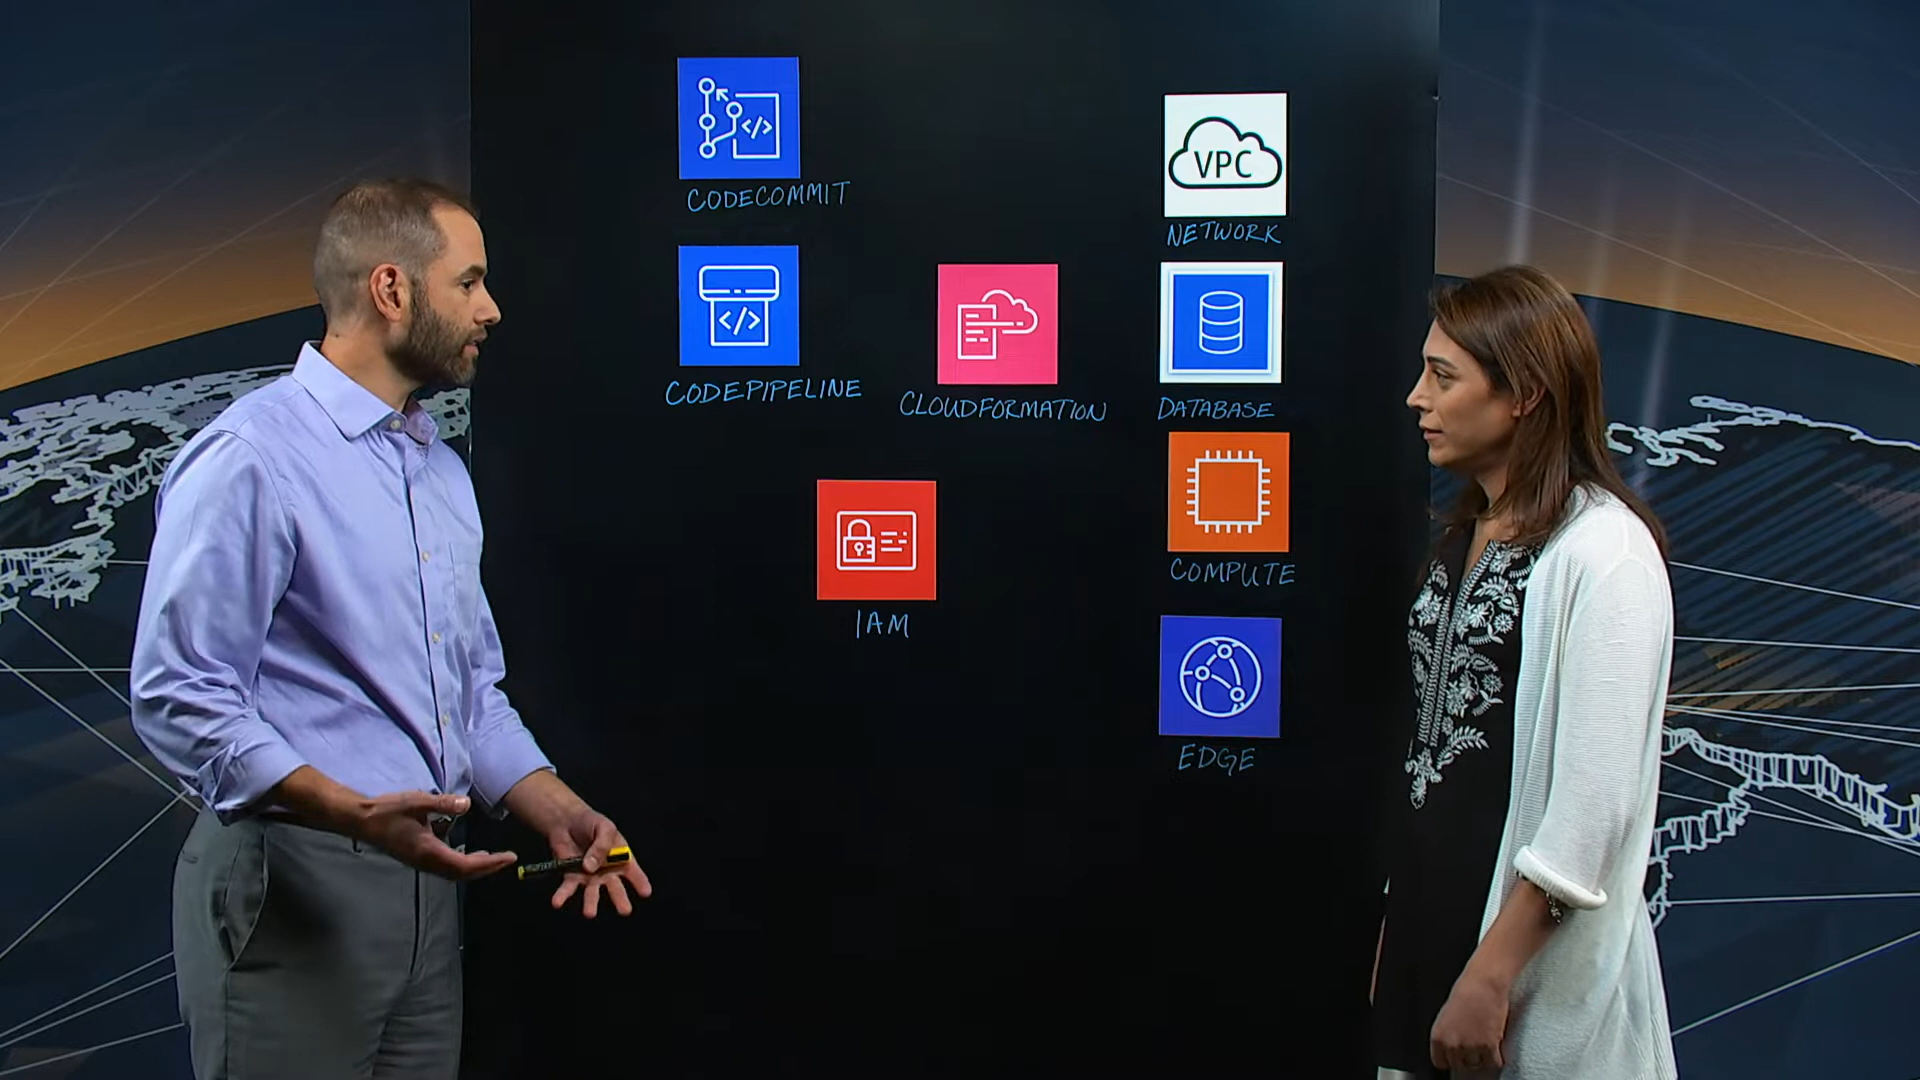 CODECOMMIT
CODEPIPELINE
CLOUDFORMATION
IAM
VPC
NETWORK
DATABASE
COMPUTE
EDGE